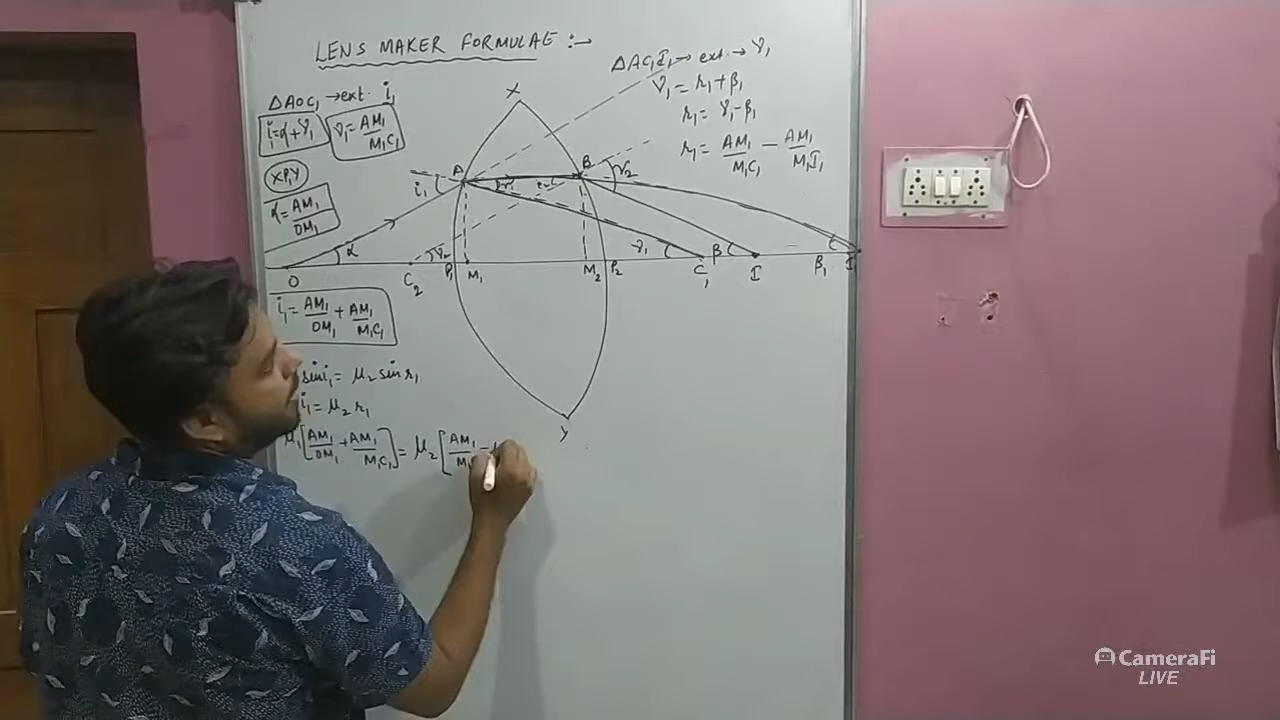 LENS MAKER FORMULAE :→
ΔAOC₁ → ext. i₁
i = α + γ₁
γ₁ = AM₁/M₁C₁
XP₁Y
α = AM₁/OM₁
ΔAC₁I₁ → ext. → γ₁
γ₁ = r₁ + β₁
r₁ = γ₁ - β₁
r₁ = AM₁/M₁C₁ - AM₁/M₁I₁
X
A
B
i₁
γ₂
α
γ₂
γ₁
β
β₁
O
C₂
P₁
M₁
M₂
P₂
C₁
I
I₁
i₁ = AM₁/OM₁ + AM₁/M₁C₁
sin i₁ = μ₂ sin r₁
i₁ = μ₂ r₁
μ₁[AM₁/OM₁ + AM₁/M₁C₁] = μ₂[AM₁/M₁
Y
CameraFi
LIVE